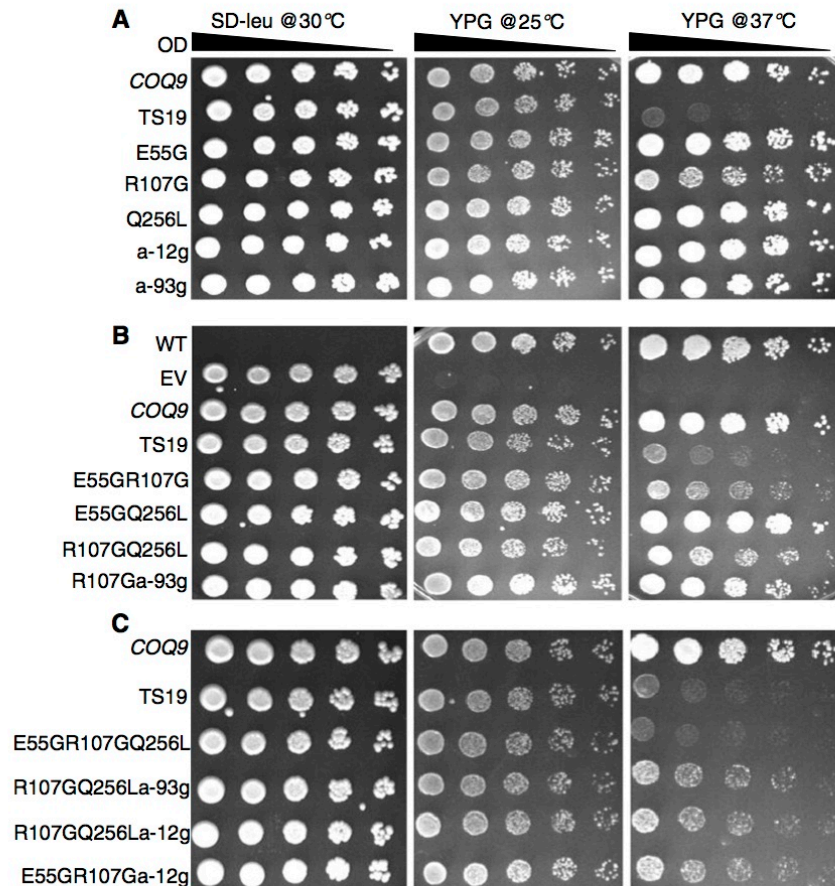 A SD-leu @30°C YPG @25°C YPG @37°C
OD
COQ9
TS19
E55G
R107G
Q256L
a-12g
a-93g
B WT
EV
COQ9
TS19
E55GR107G
E55GQ256L
R107GQ256L
R107Ga-93g
C
COQ9
TS19
E55GR107GQ256L
R107GQ256La-93g
R107GQ256La-12g
E55GR107Ga-12g